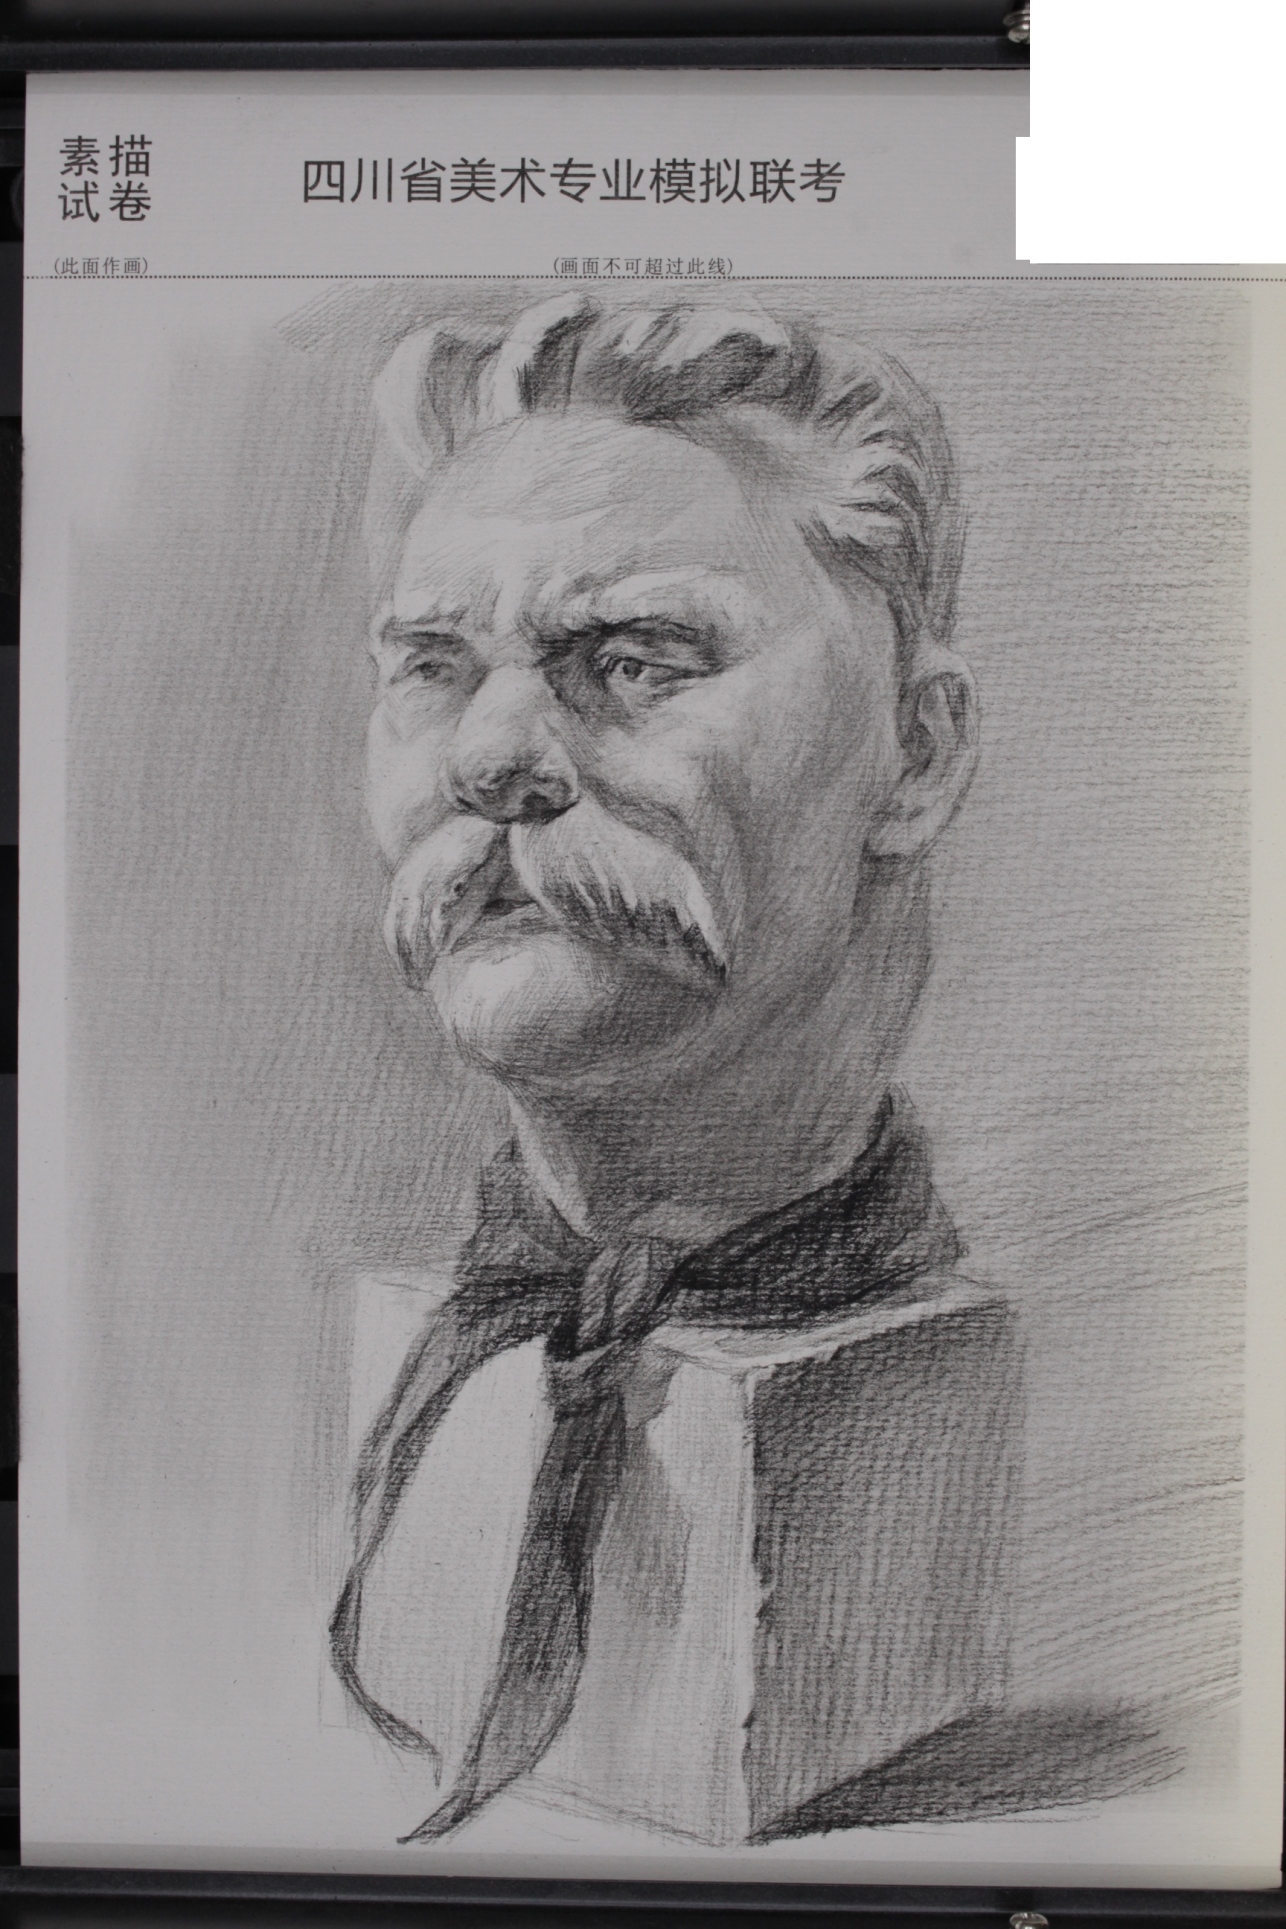 素描
试卷
四川省美术专业模拟联考
(此面作画)
(画面不可超过此线)